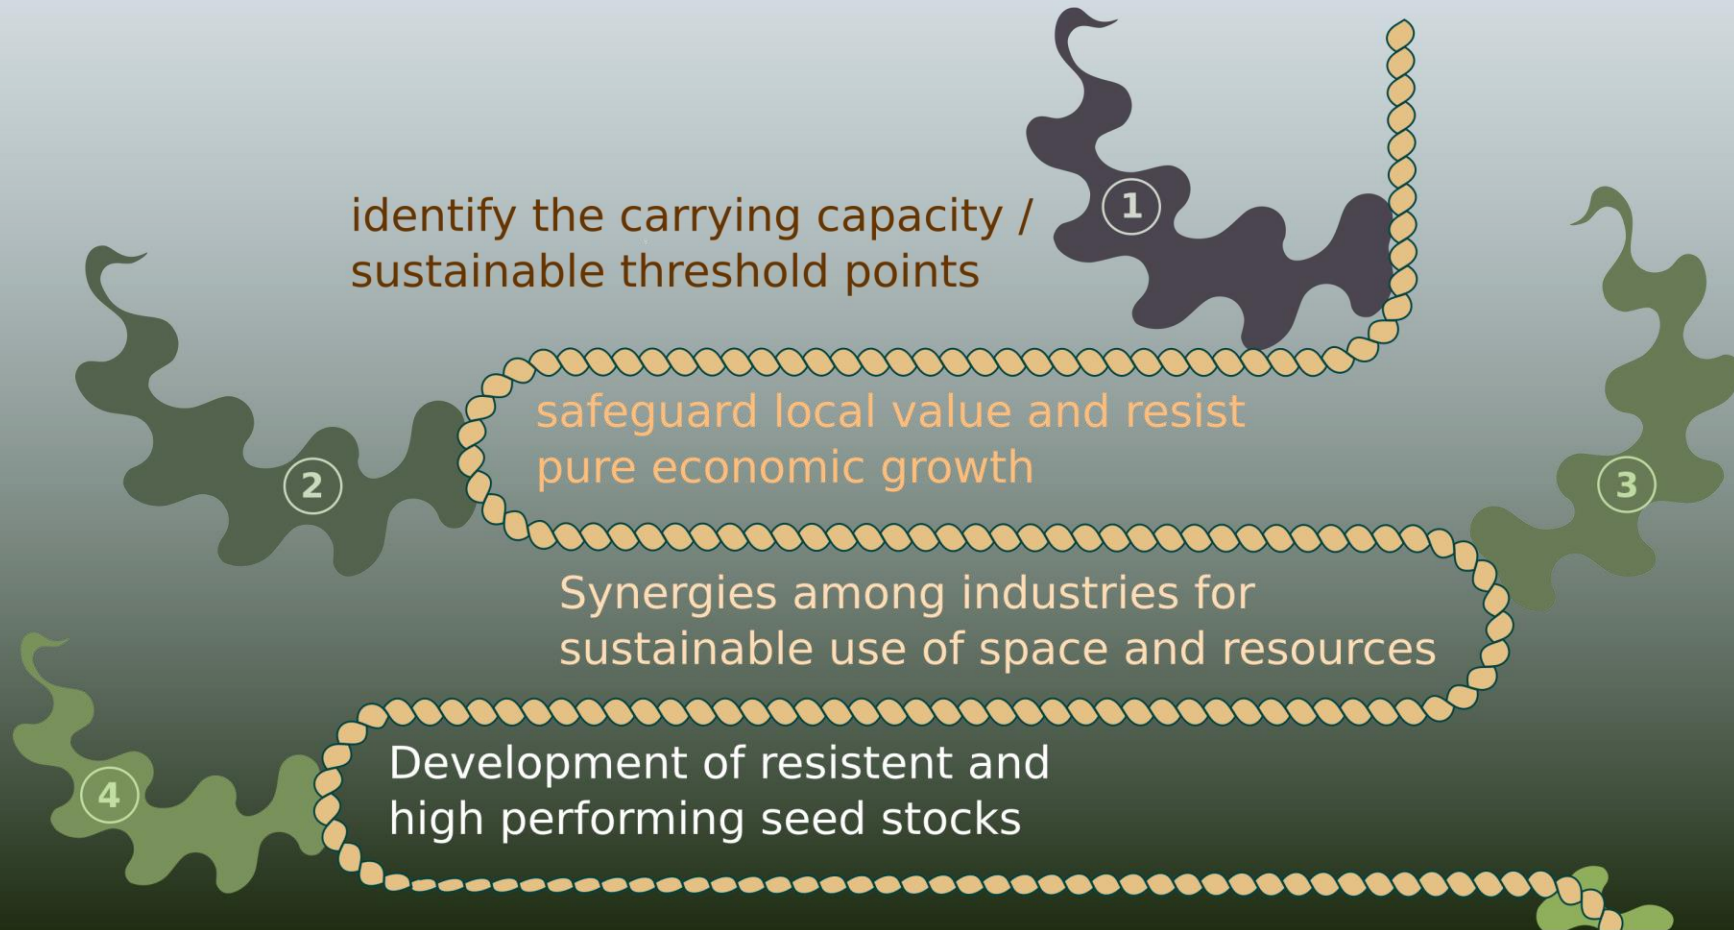 1
identify the carrying capacity /
sustainable threshold points
2
safeguard local value and resist
pure economic growth
3
Synergies among industries for
sustainable use of space and resources
4
Development of resistent and
high performing seed stocks